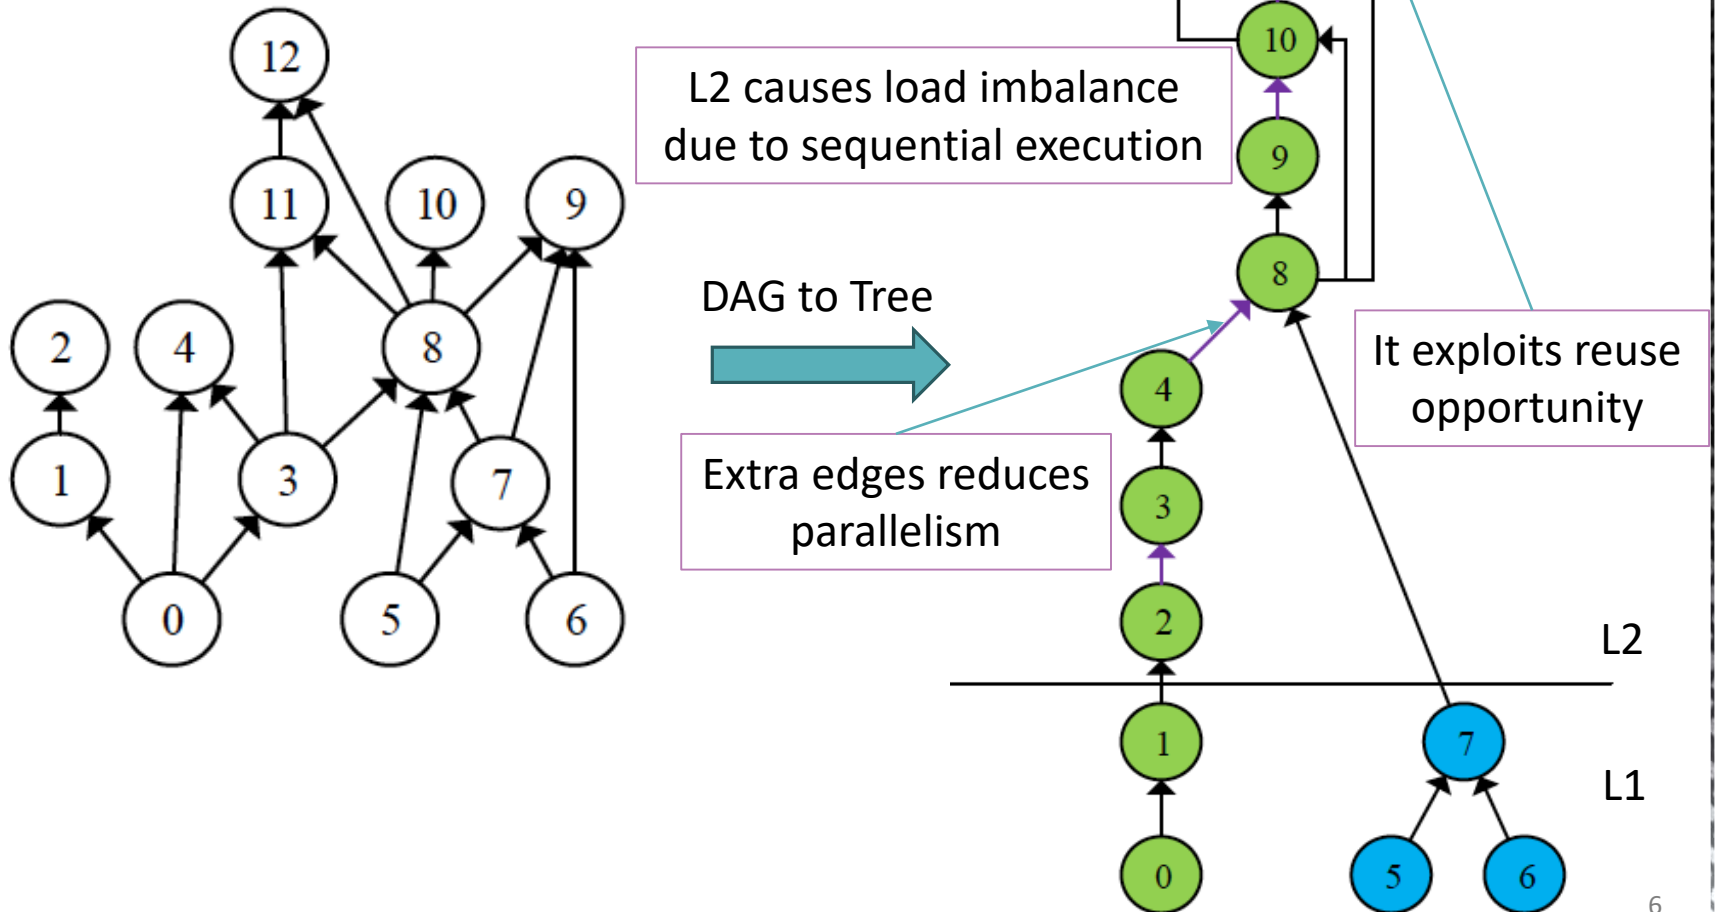 12
11
10
9
2
4
8
1
3
7
0
5
6
DAG to Tree
L2 causes load imbalance
due to sequential execution
Extra edges reduces
parallelism
It exploits reuse
opportunity
10
9
8
4
3
2
L2
1
7
L1
0
5
6
6